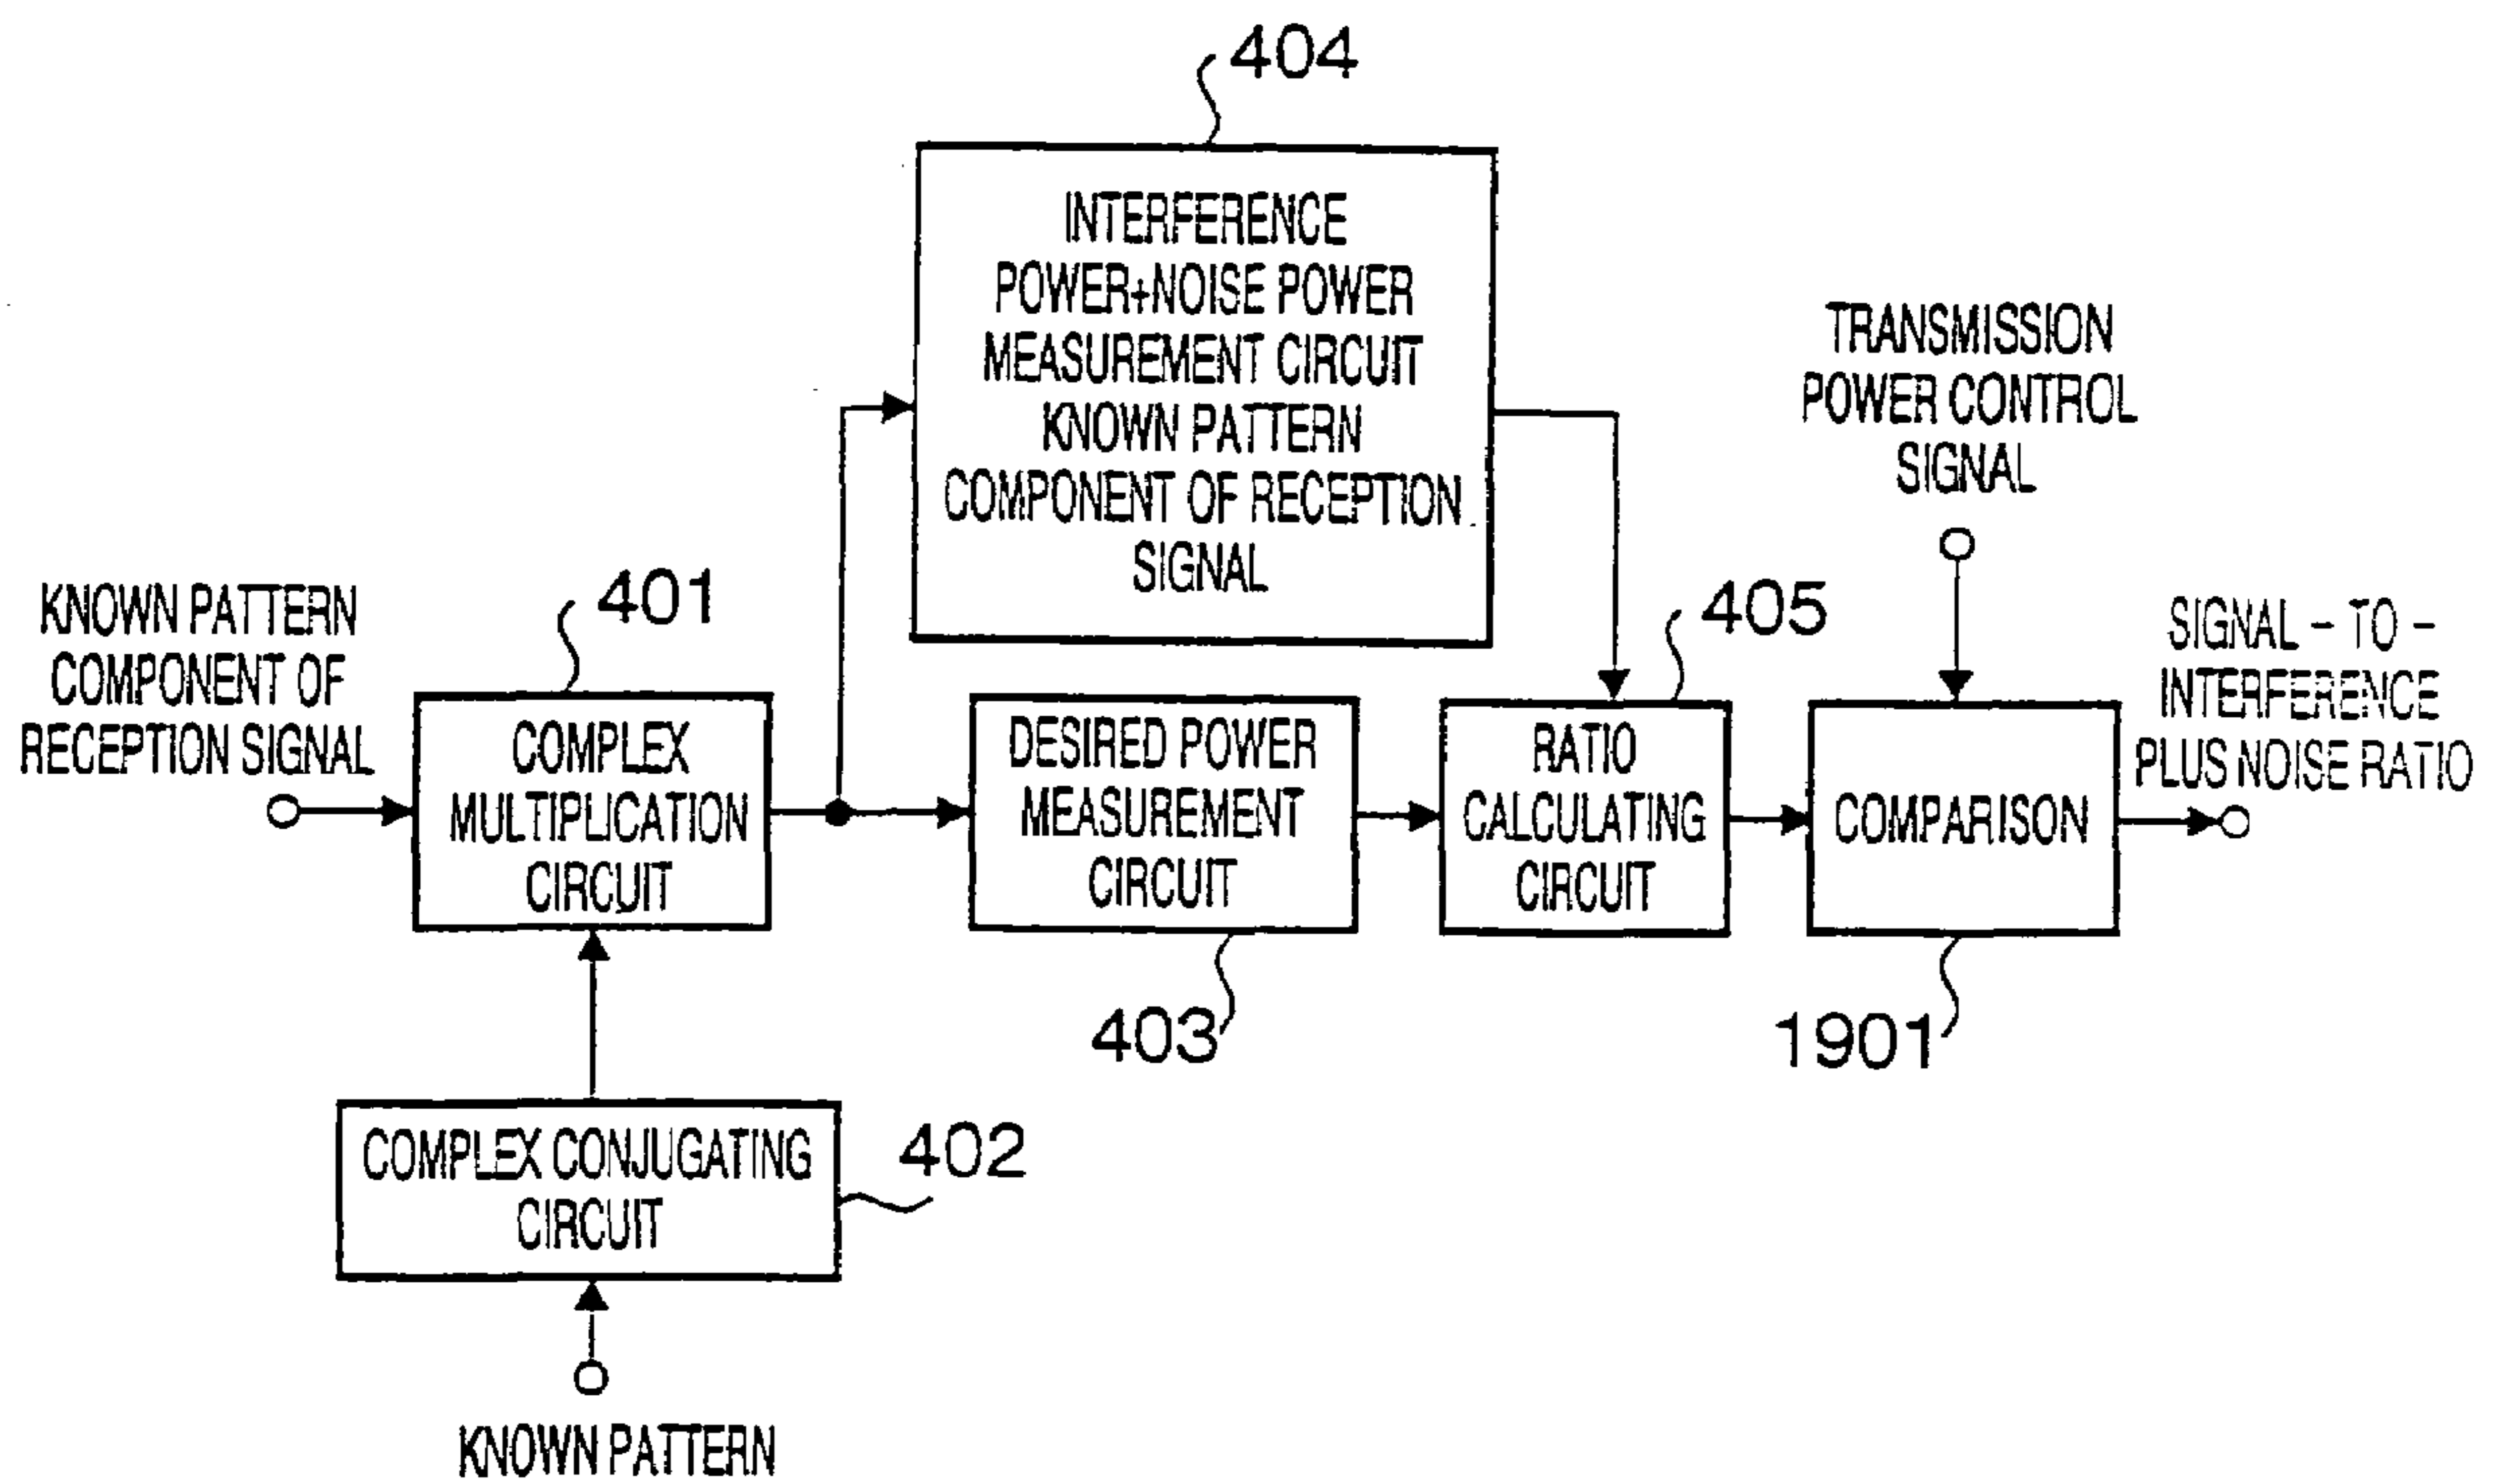 404
INTERFERENCE
POWER+NOISE POWER
MEASUREMENT CIRCUIT
KNOWN PATTERN
COMPONENT OF RECEPTION
SIGNAL
TRANSMISSION
POWER CONTROL
SIGNAL
KNOWN PATTERN
COMPONENT OF
RECEPTION SIGNAL
401
COMPLEX
MULTIPLICATION
CIRCUIT
DESIRED POWER
MEASUREMENT
CIRCUIT
403
405
RATIO
CALCULATING
CIRCUIT
COMPARISON
1901
SIGNAL - TO -
INTERFERENCE
PLUS NOISE RATIO
COMPLEX CONJUGATING
CIRCUIT
402
KNOWN PATTERN